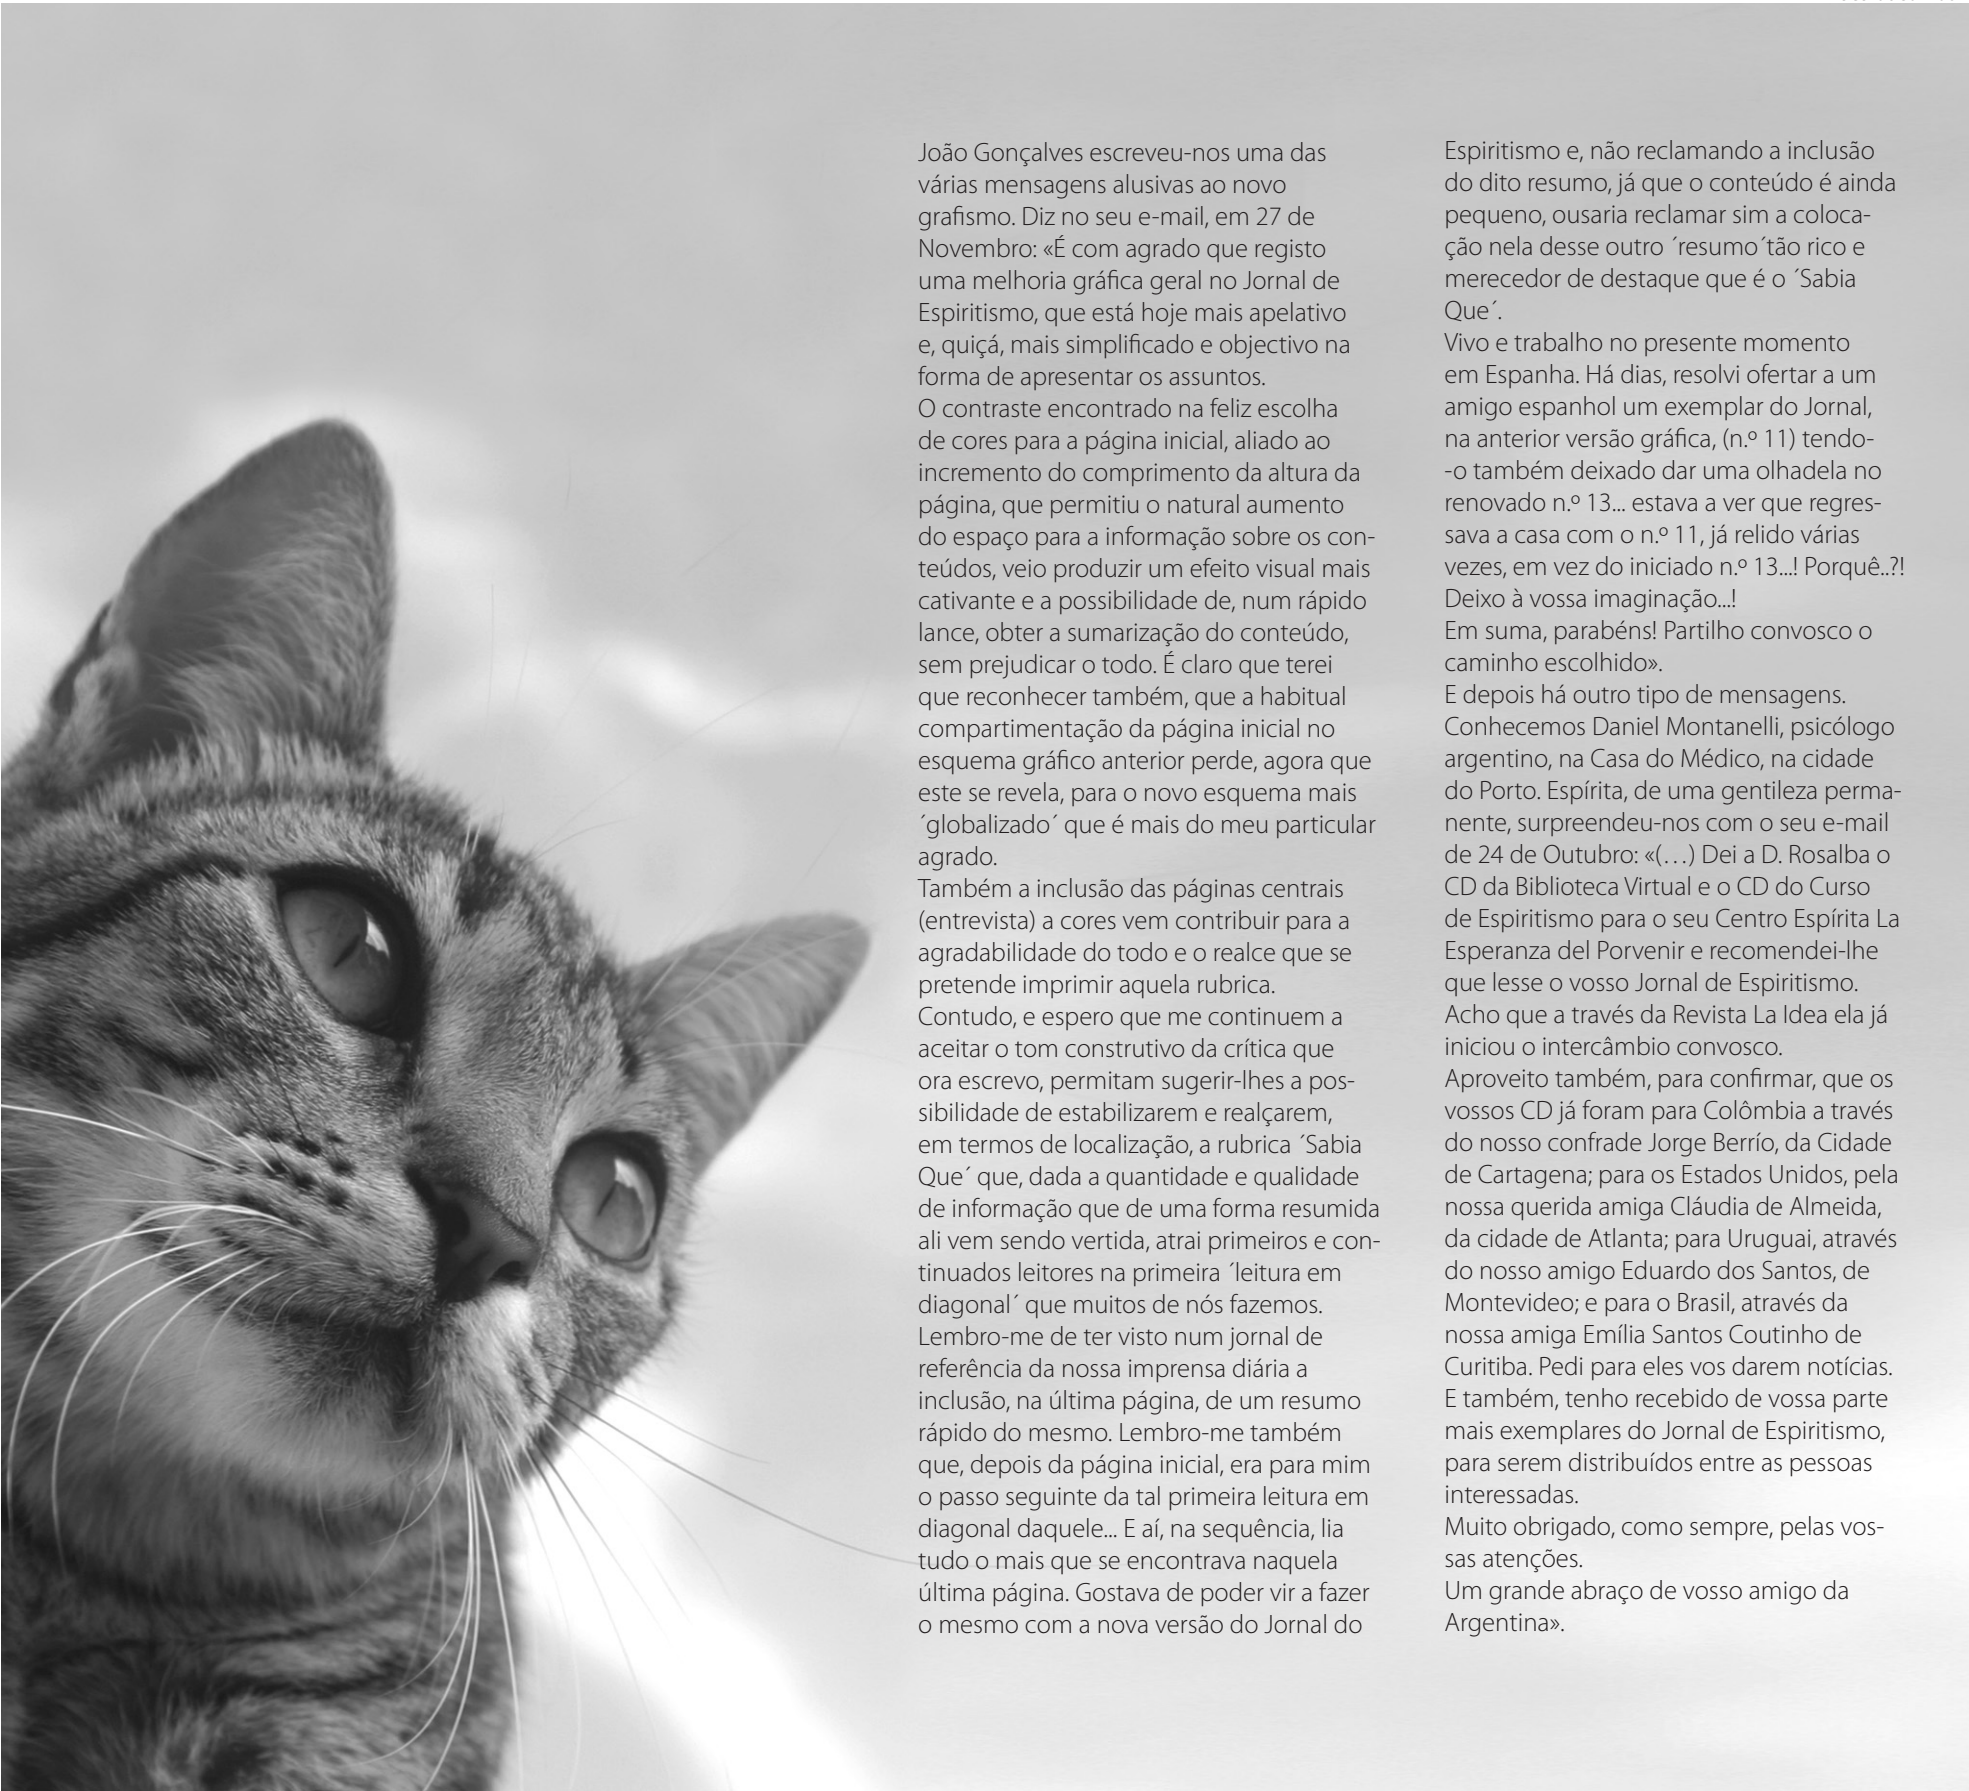 João Gonçalves escreveu-nos uma das
várias mensagens alusivas ao novo
grafismo. Diz no seu e-mail, em 27 de
Novembro: «É com agrado que registo
uma melhoria gráfica geral no Jornal de
Espiritismo, que está hoje mais apelativo
e, quiçá, mais simplificado e objectivo na
forma de apresentar os assuntos.
O contraste encontrado na feliz escolha
de cores para a página inicial, aliado ao
incremento do comprimento da altura da
página, que permitiu o natural aumento
do espaço para a informação sobre os con-
teúdos, veio produzir um efeito visual mais
cativante e a possibilidade de, num rápido
lance, obter a sumarização do conteúdo,
sem prejudicar o todo. É claro que terei
que reconhecer também, que a habitual
compartimentação da página inicial no
esquema gráfico anterior perde, agora que
este se revela, para o novo esquema mais
´globalizado´ que é mais do meu particular
agrado.
Também a inclusão das páginas centrais
(entrevista) a cores vem contribuir para a
agradabilidade do todo e o realce que se
pretende imprimir aquela rubrica.
Contudo, e espero que me continuem a
aceitar o tom construtivo da crítica que
ora escrevo, permitam sugerir-lhes a pos-
sibilidade de estabilizarem e realçarem,
em termos de localização, a rubrica ´Sabia
Que´ que, dada a quantidade e qualidade
de informação que de uma forma resumida
ali vem sendo vertida, atrai primeiros e con-
tinuados leitores na primeira ´leitura em
diagonal´ que muitos de nós fazemos.
Lembro-me de ter visto num jornal de
referência da nossa imprensa diária a
inclusão, na última página, de um resumo
rápido do mesmo. Lembro-me também
que, depois da página inicial, era para mim
o passo seguinte da tal primeira leitura em
diagonal daquele... E aí, na sequência, lia
tudo o mais que se encontrava naquela
última página. Gostava de poder vir a fazer
o mesmo com a nova versão do Jornal do
Espiritismo e, não reclamando a inclusão
do dito resumo, já que o conteúdo é ainda
pequeno, ousaria reclamar sim a coloca-
ção nela desse outro ´resumo´tão rico e
merecedor de destaque que é o ´Sabia
Que´.
Vivo e trabalho no presente momento
em Espanha. Há dias, resolvi ofertar a um
amigo espanhol um exemplar do Jornal,
na anterior versão gráfica, (n.º 11) tendo-
-o também deixado dar uma olhadela no
renovado n.º 13... estava a ver que regres-
sava a casa com o n.º 11, já relido várias
vezes, em vez do iniciado n.º 13...! Porquê..?!
Deixo à vossa imaginação...!
Em suma, parabéns! Partilho convosco o
caminho escolhido».
E depois há outro tipo de mensagens.
Conhecemos Daniel Montanelli, psicólogo
argentino, na Casa do Médico, na cidade
do Porto. Espírita, de uma gentileza perma-
nente, surpreendeu-nos com o seu e-mail
de 24 de Outubro: «(…) Dei a D. Rosalba o
CD da Biblioteca Virtual e o CD do Curso
de Espiritismo para o seu Centro Espírita La
Esperanza del Porvenir e recomendei-lhe
que lesse o vosso Jornal de Espiritismo.
Acho que a través da Revista La Idea ela já
iniciou o intercâmbio convosco.
Aproveito também, para confirmar, que os
vossos CD já foram para Colômbia a través
do nosso confrade Jorge Berrío, da Cidade
de Cartagena; para os Estados Unidos, pela
nossa querida amiga Cláudia de Almeida,
da cidade de Atlanta; para Uruguai, através
do nosso amigo Eduardo dos Santos, de
Montevideo; e para o Brasil, através da
nossa amiga Emília Santos Coutinho de
Curitiba. Pedi para eles vos darem notícias.
E também, tenho recebido de vossa parte
mais exemplares do Jornal de Espiritismo,
para serem distribuídos entre as pessoas
interessadas.
Muito obrigado, como sempre, pelas vos-
sas atenções.
Um grande abraço de vosso amigo da
Argentina».